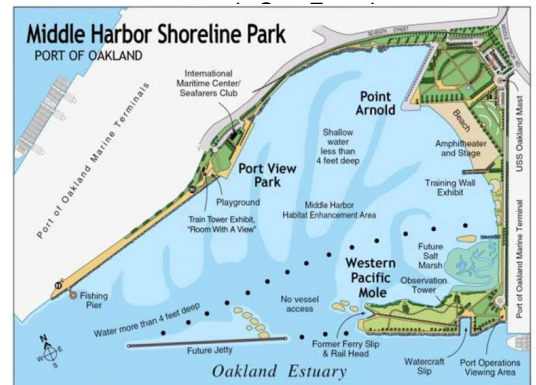 Middle Harbor Shoreline Park
PORT OF OAKLAND
SEVENTH STREET
International
Maritime Center/
Seafarers Club
Point
Arnold
Shallow
water
less than
4 feet deep
Beach
USS Oakland Mast
Amphitheater
and Stage
Port of Oakland Marine Terminals
Port View
Park
Training Wall
Exhibit
Playground
Middle Harbor
Habitat Enhancement Area
Train Tower Exhibit,
"Room With A View"
Future
Salt
Marsh
Western
Pacific
Mole
Observation
Tower
Port of Oakland Marine Terminal
Fishing
Pier
No vessel
access
Water more than 4 feet deep
N
W
E
S
Future Jetty
Former Ferry Slip
& Rail Head
Watercraft
Slip
Port Operations
Viewing Area
Oakland Estuary